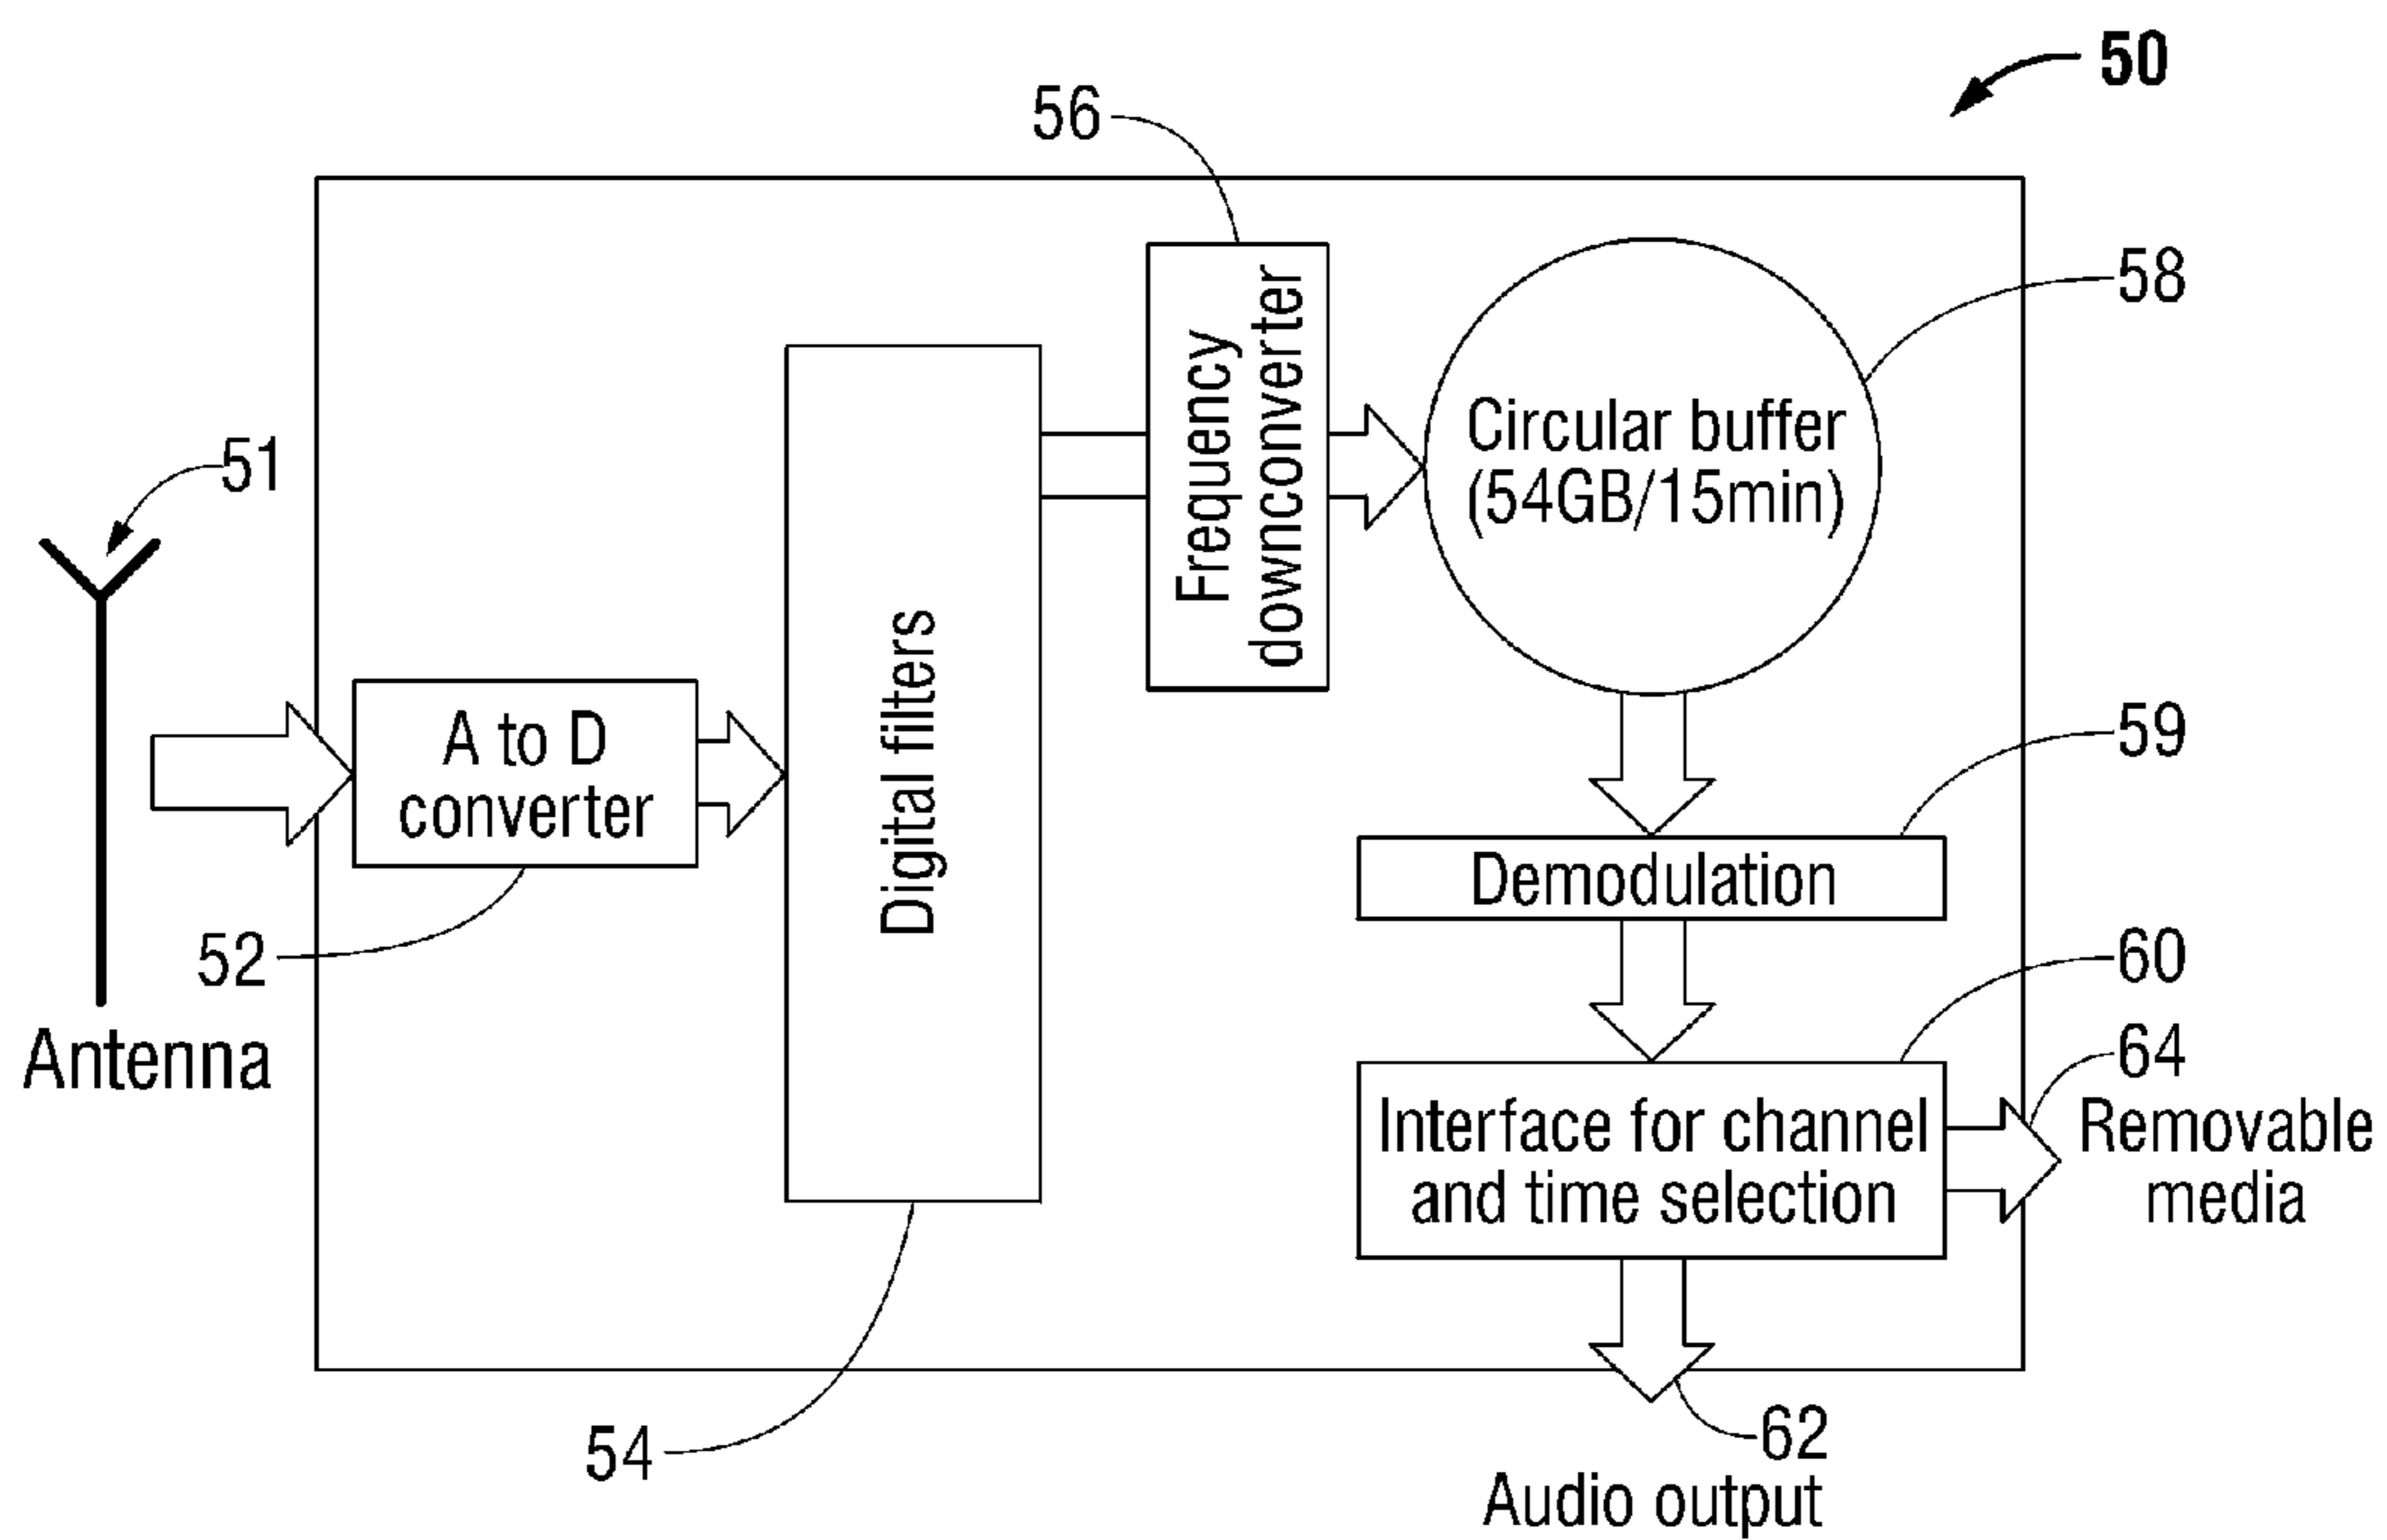 50
56
58
Frequency
downconverter
Circular buffer
(54GB/15min)
51
Digital filters
A to D
converter
59
Demodulation
52
60
64
Antenna
Interface for channel
and time selection
Removable
media
54
62
Audio output